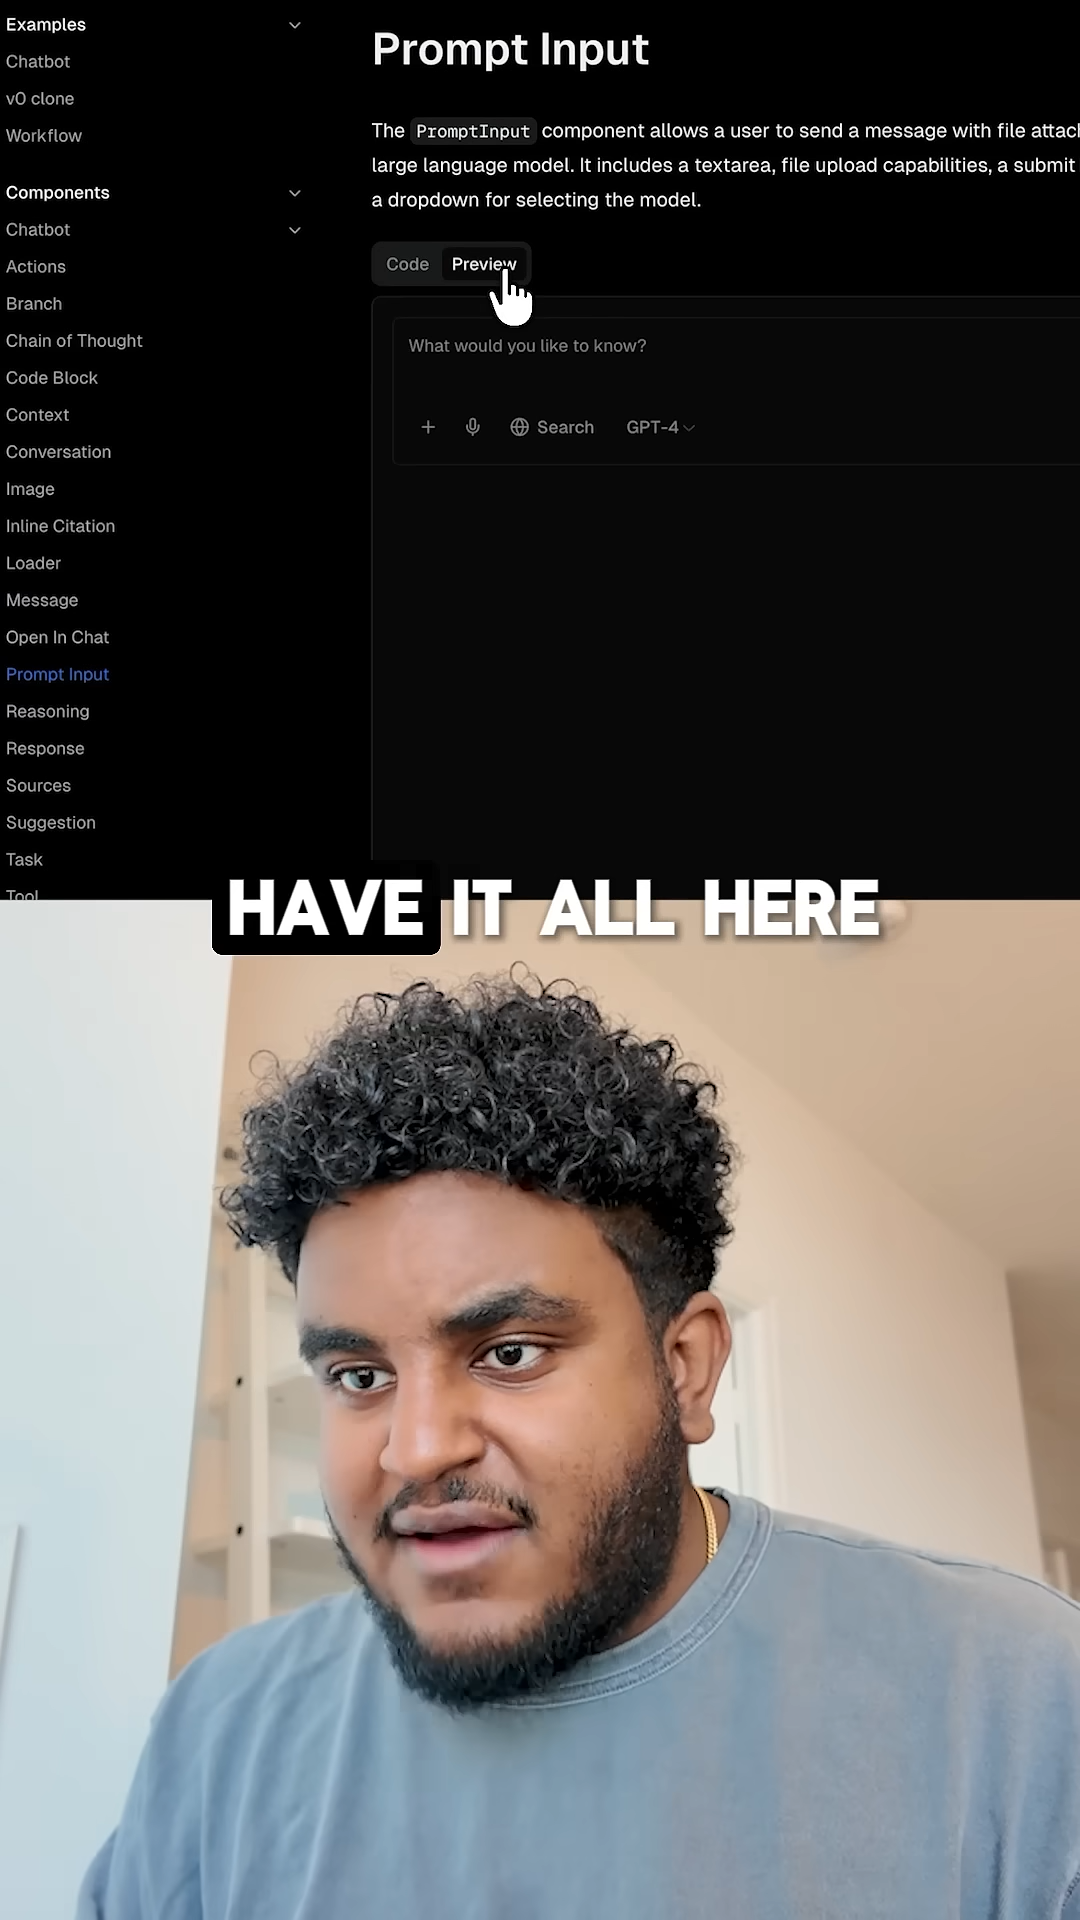 Examples
Chatbot
v0 clone
Workflow
Components
Chatbot
Actions
Branch
Chain of Thought
Code Block
Context
Conversation
Image
Inline Citation
Loader
Message
Open In Chat
Prompt Input
Reasoning
Response
Sources
Suggestion
Task
Tool
Prompt Input
The PromptInput component allows a user to send a message with file
large language model. It includes a textarea, file upload capabilities, a submit
a dropdown for selecting the model.
Code Preview
What would you like to know?
Search GPT-4
HAVE IT ALL HERE